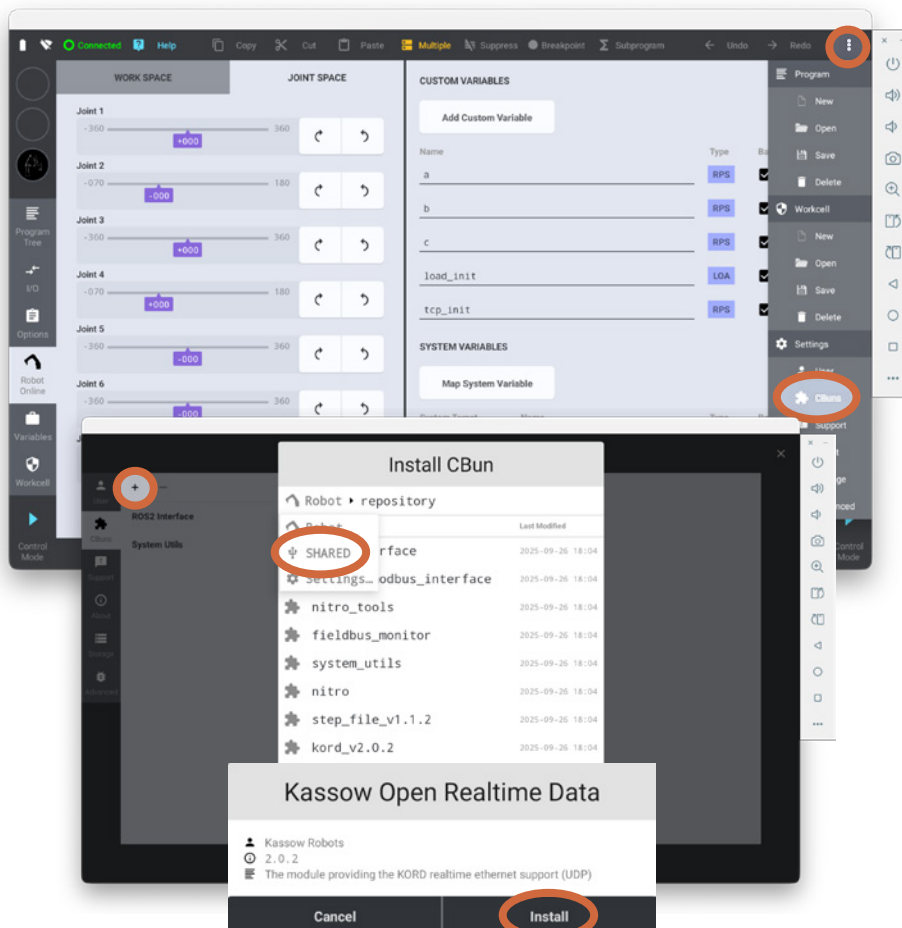 Connected Help Copy Cut Paste Multiple Suppress Breakpoint Subprogram Undo Redo
WORK SPACE JOINT SPACE
Joint 1
-360 +000 360
Joint 2
-070 -000 180
Joint 3
-360 +000 360
Joint 4
-070 +000 180
Joint 5
-360 -000 360
Joint 6
-360 -000 360
Program Tree
I/O
Options
Robot Online
Variables
Workcell
Control Mode
CUSTOM VARIABLES
Add Custom Variable
Name Type Ba
a RPS
b RPS
c RPS
load_init LOA
tcp_init RPS
SYSTEM VARIABLES
Map System Variable
Program
New
Open
Save
Delete
Workcell
New
Open
Save
Delete
Settings
User
CBuns
Support
Control Mode
User
CBuns
Support
About
Storage
Advanced
ROS2 Interface
System Utils
Install CBun
Robot ▸ repository
Robot
Last Modified
SHARED rface 2025-09-26 18:04
Settings… odbus_interface 2025-09-26 18:04
nitro_tools 2025-09-26 18:04
fieldbus_monitor 2025-09-26 18:04
system_utils 2025-09-26 18:04
nitro 2025-09-26 18:04
step_file_v1.1.2 2025-09-26 18:04
kord_v2.0.2 2025-09-26 18:04
Kassow Open Realtime Data
Kassow Robots
2.0.2
The module providing the KORD realtime ethernet support (UDP)
Cancel Install